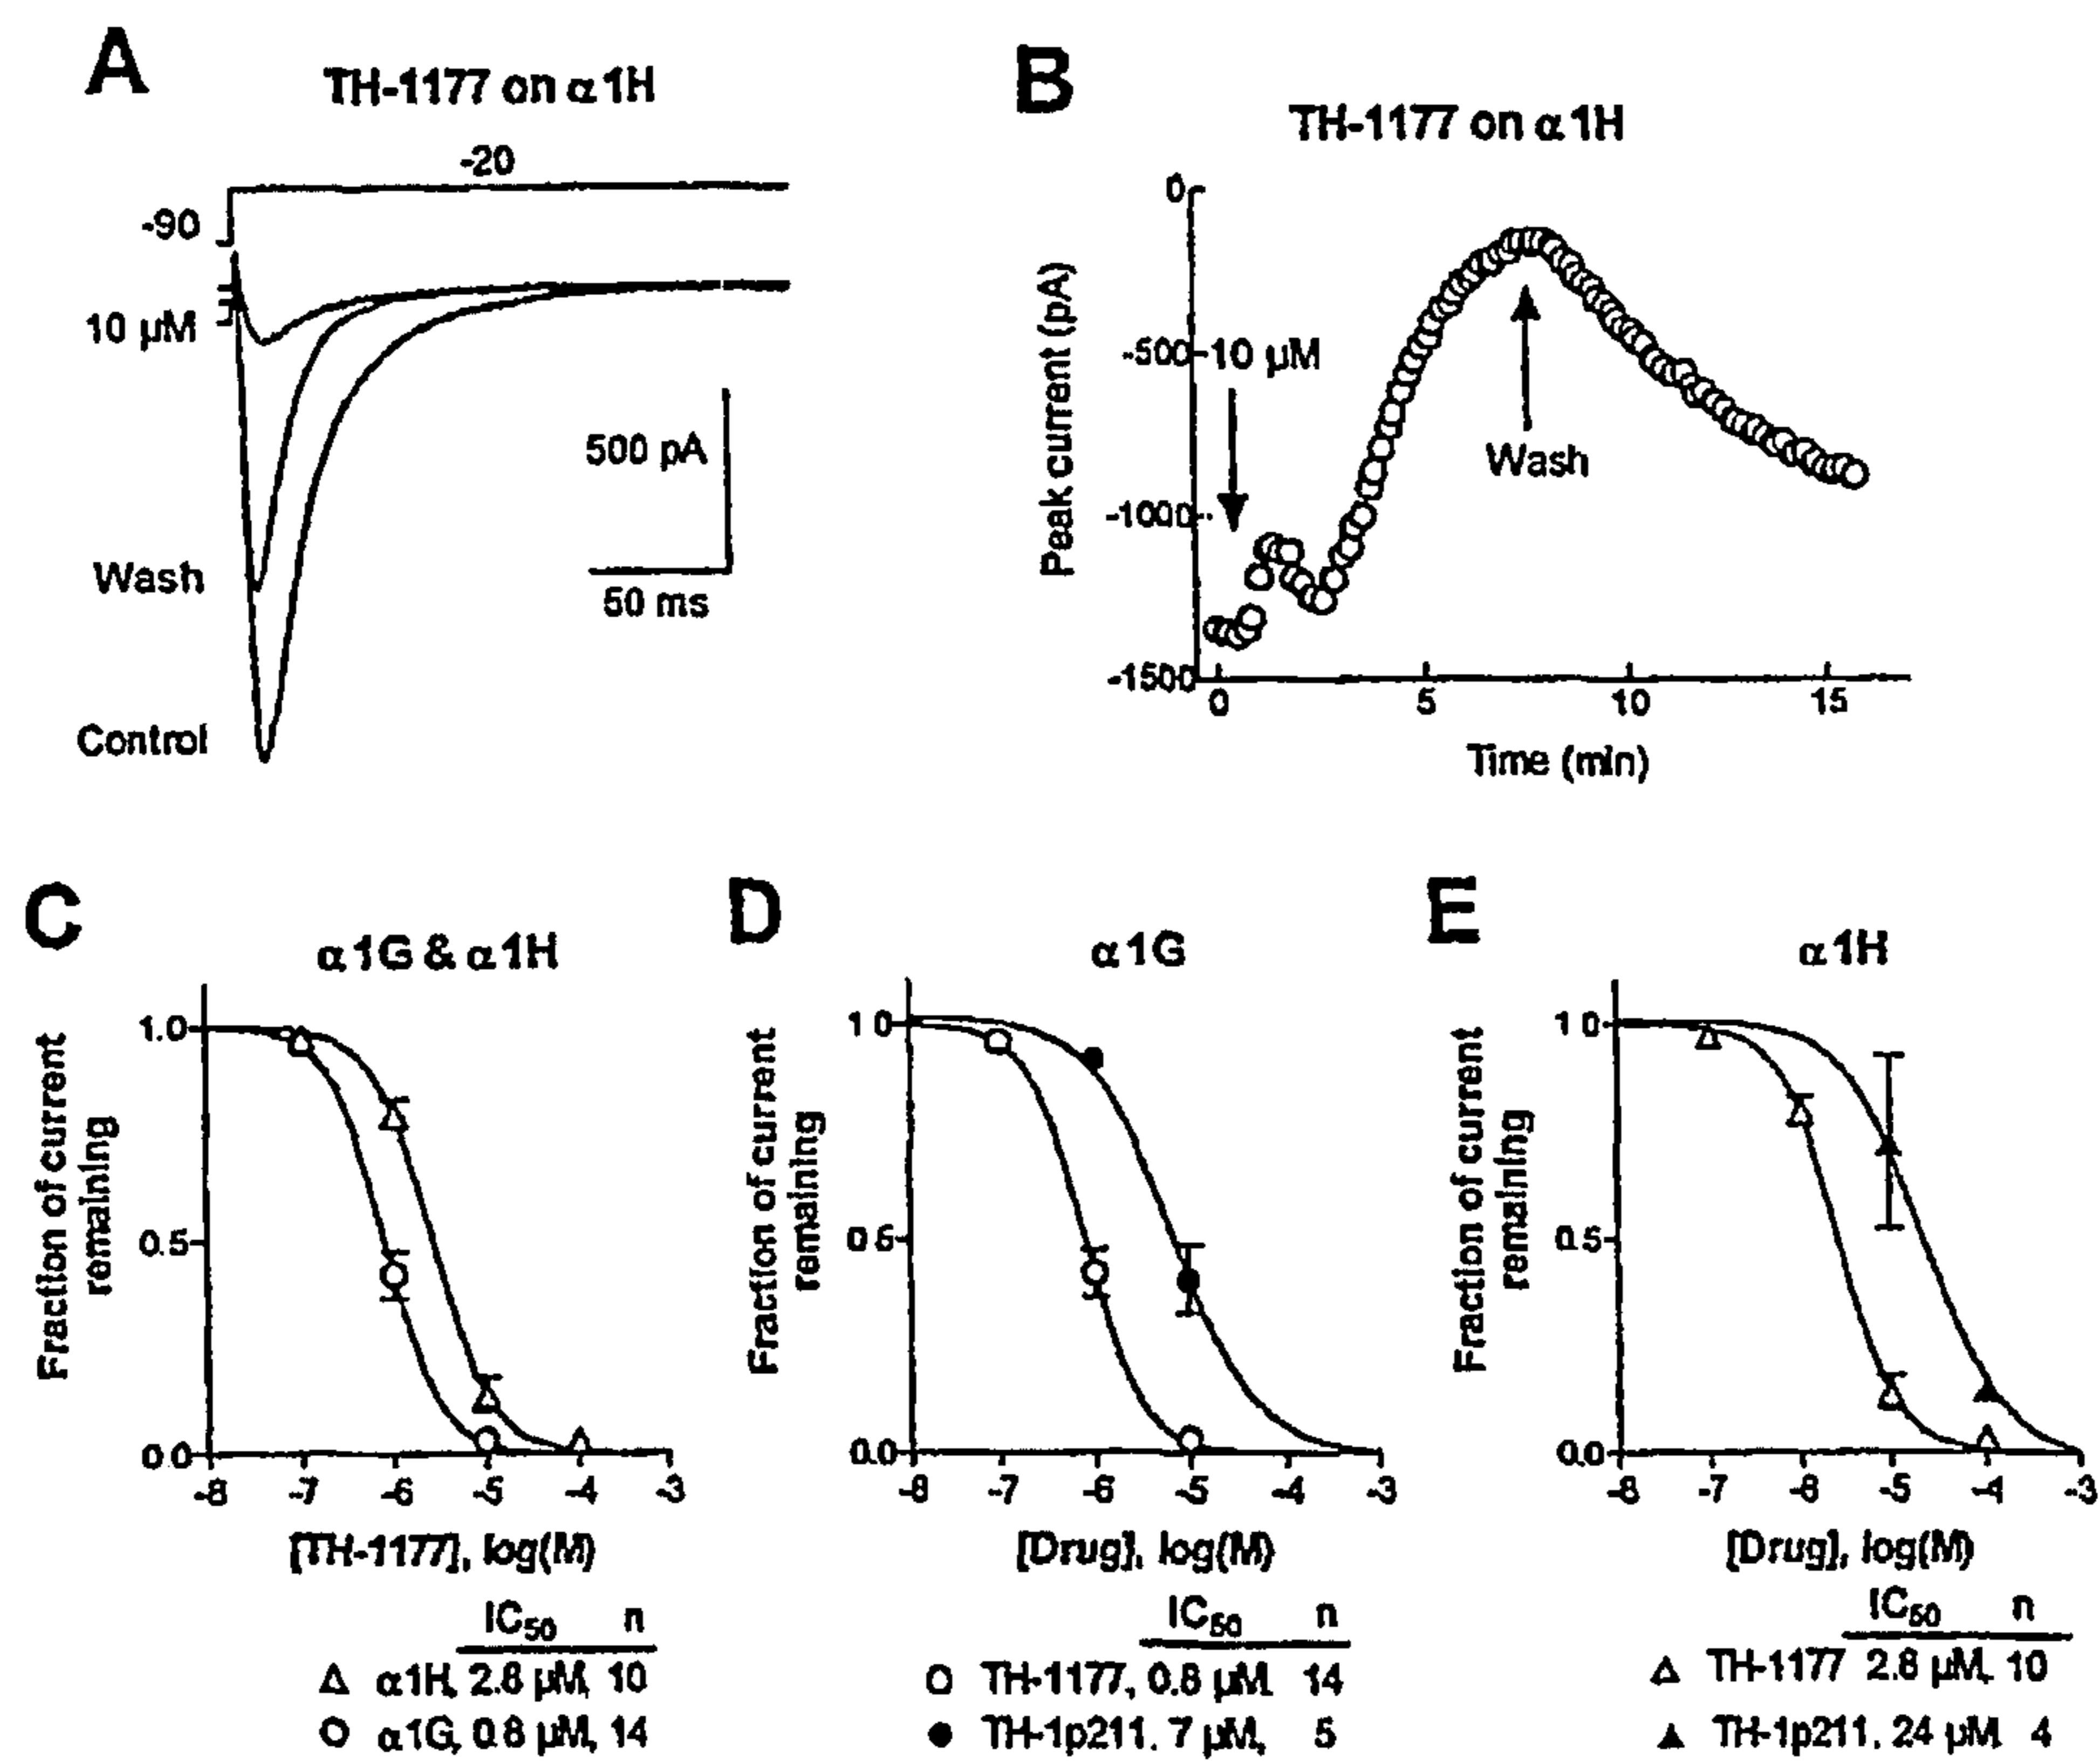 A
TH-1177 on α1H
-20
-90
10 µM
500 pA
50 ms
Wash
Control
B
TH-1177 on α1H
Peak current (pA)
0
-500
10 µM
-1000
-1500
Wash
0 5 10 15
Time (min)
C
α1G & α1H
Fraction of current
remaining
1.0
0.5
0.0
-8 -7 -6 -5 -4 -3
[TH-1177], log(M)
IC50 n
α1H, 2.8 µM, 10
α1G, 0.8 µM, 14
D
α1G
Fraction of current
remaining
1.0
0.5
0.0
-8 -7 -6 -5 -4 -3
[Drug], log(M)
IC50 n
TH-1177, 0.8 µM, 14
TH-1p211, 7 µM, 5
E
α1H
Fraction of current
remaining
1.0
0.5
0.0
-8 -7 -6 -5 -4 -3
[Drug], log(M)
IC50 n
TH-1177 2.8 µM, 10
TH-1p211, 24 µM 4